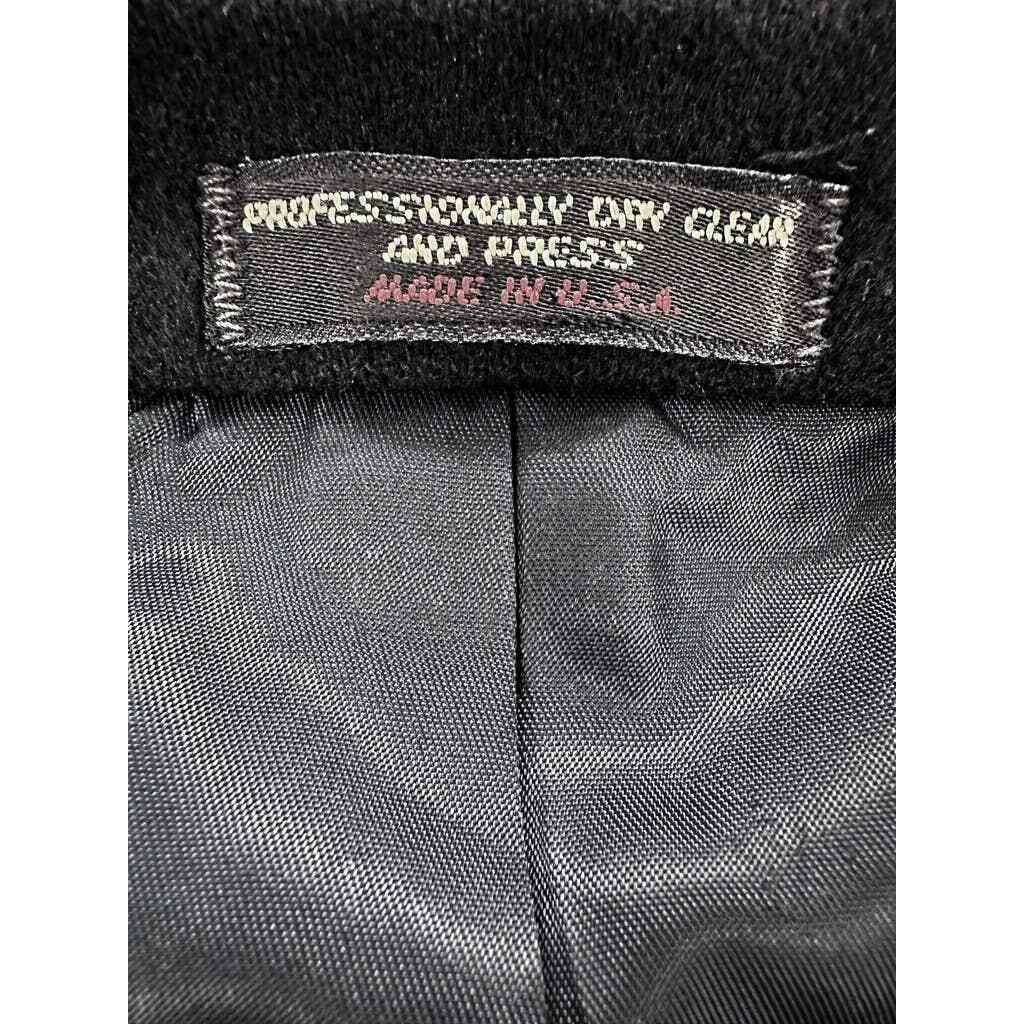 PROFESSIONALLY DRY CLEAN
AND PRESS
MADE IN U.S.A.